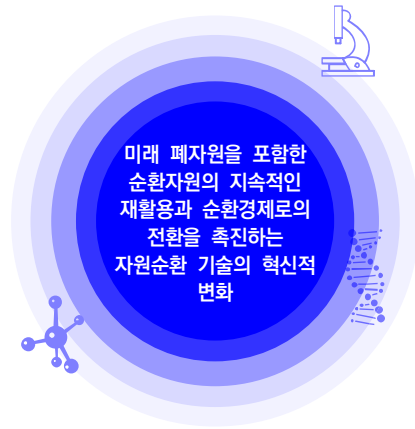 미래 폐자원을 포함한
순환자원의 지속적인
재활용과 순환경제로의
전환을 촉진하는
자원순환 기술의 혁신적
변화